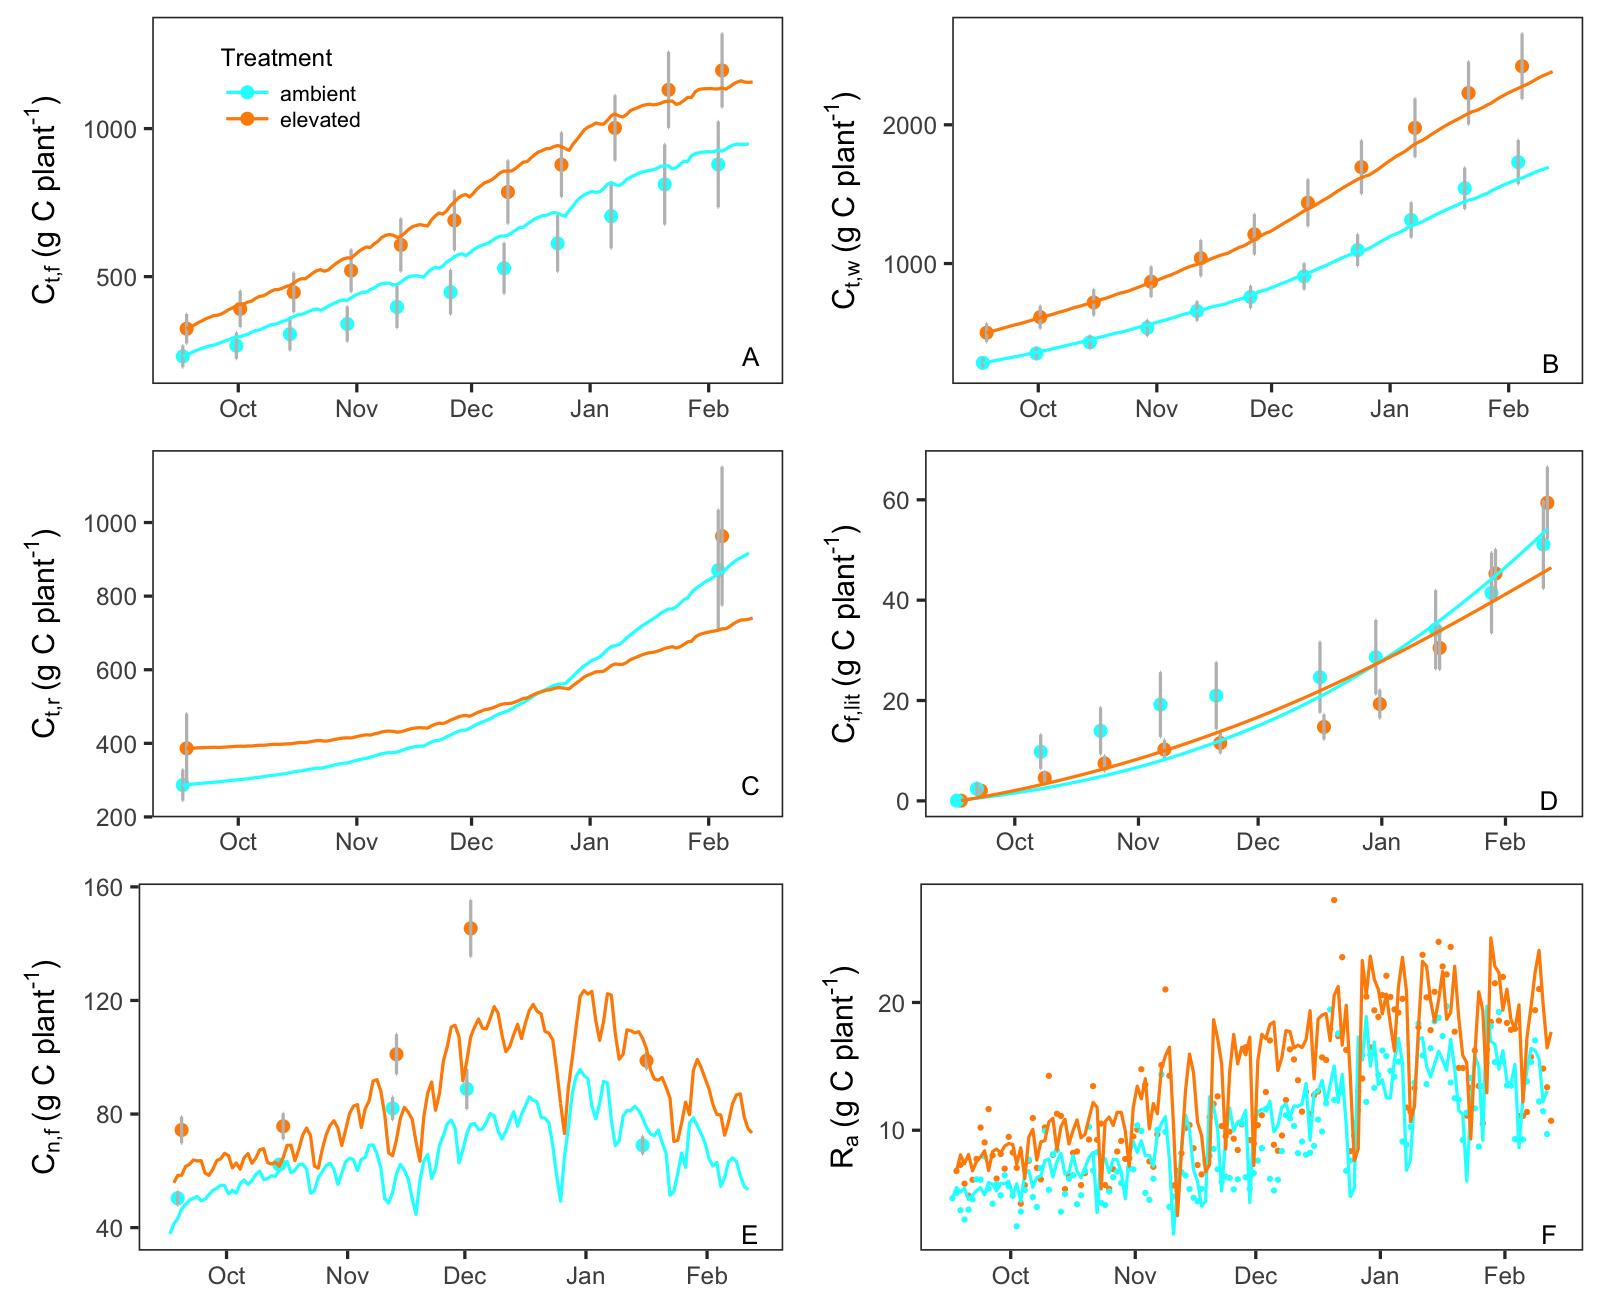 Treatment
ambient
elevated
C t,f (g C plant⁻¹)
1000
500
A
Oct Nov Dec Jan Feb
C t,w (g C plant⁻¹)
2000
1000
B
Oct Nov Dec Jan Feb
C t,r (g C plant⁻¹)
1000
800
600
400
200
C
Oct Nov Dec Jan Feb
C f,lit (g C plant⁻¹)
60
40
20
0
D
Oct Nov Dec Jan Feb
C n,f (g C plant⁻¹)
160
120
80
40
E
Oct Nov Dec Jan Feb
R a (g C plant⁻¹)
20
10
F
Oct Nov Dec Jan Feb